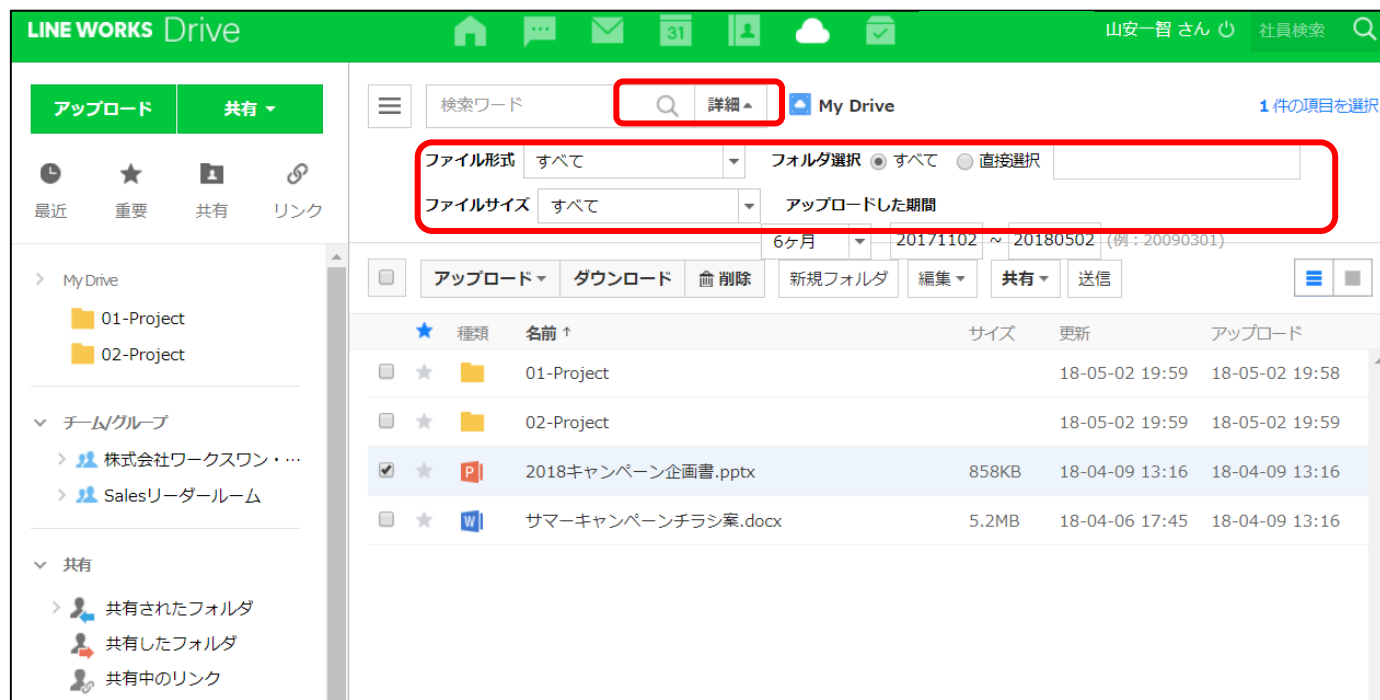 LINE WORKS Drive
31
山安一智 さん
社員検索
アップロード
共有
最近
重要
共有
リンク
My Drive
01-Project
02-Project
チーム/グループ
株式会社ワークスワン・…
Salesリーダールーム
共有
共有されたフォルダ
共有したフォルダ
共有中のリンク
検索ワード
詳細
My Drive
1 件の項目を選択
ファイル形式 すべて フォルダ選択 すべて 直接選択
ファイルサイズ すべて アップロードした期間
6ヶ月 20171102 ~ 20180502 (例：20090301)
アップロード ダウンロード 削除 新規フォルダ 編集 共有 送信
種類 名前 ↑ サイズ 更新 アップロード
01-Project 18-05-02 19:59 18-05-02 19:58
02-Project 18-05-02 19:59 18-05-02 19:59
P 2018キャンペーン企画書.pptx 858KB 18-04-09 13:16 18-04-09 13:16
W サマーキャンペーンチラシ案.docx 5.2MB 18-04-06 17:45 18-04-09 13:16